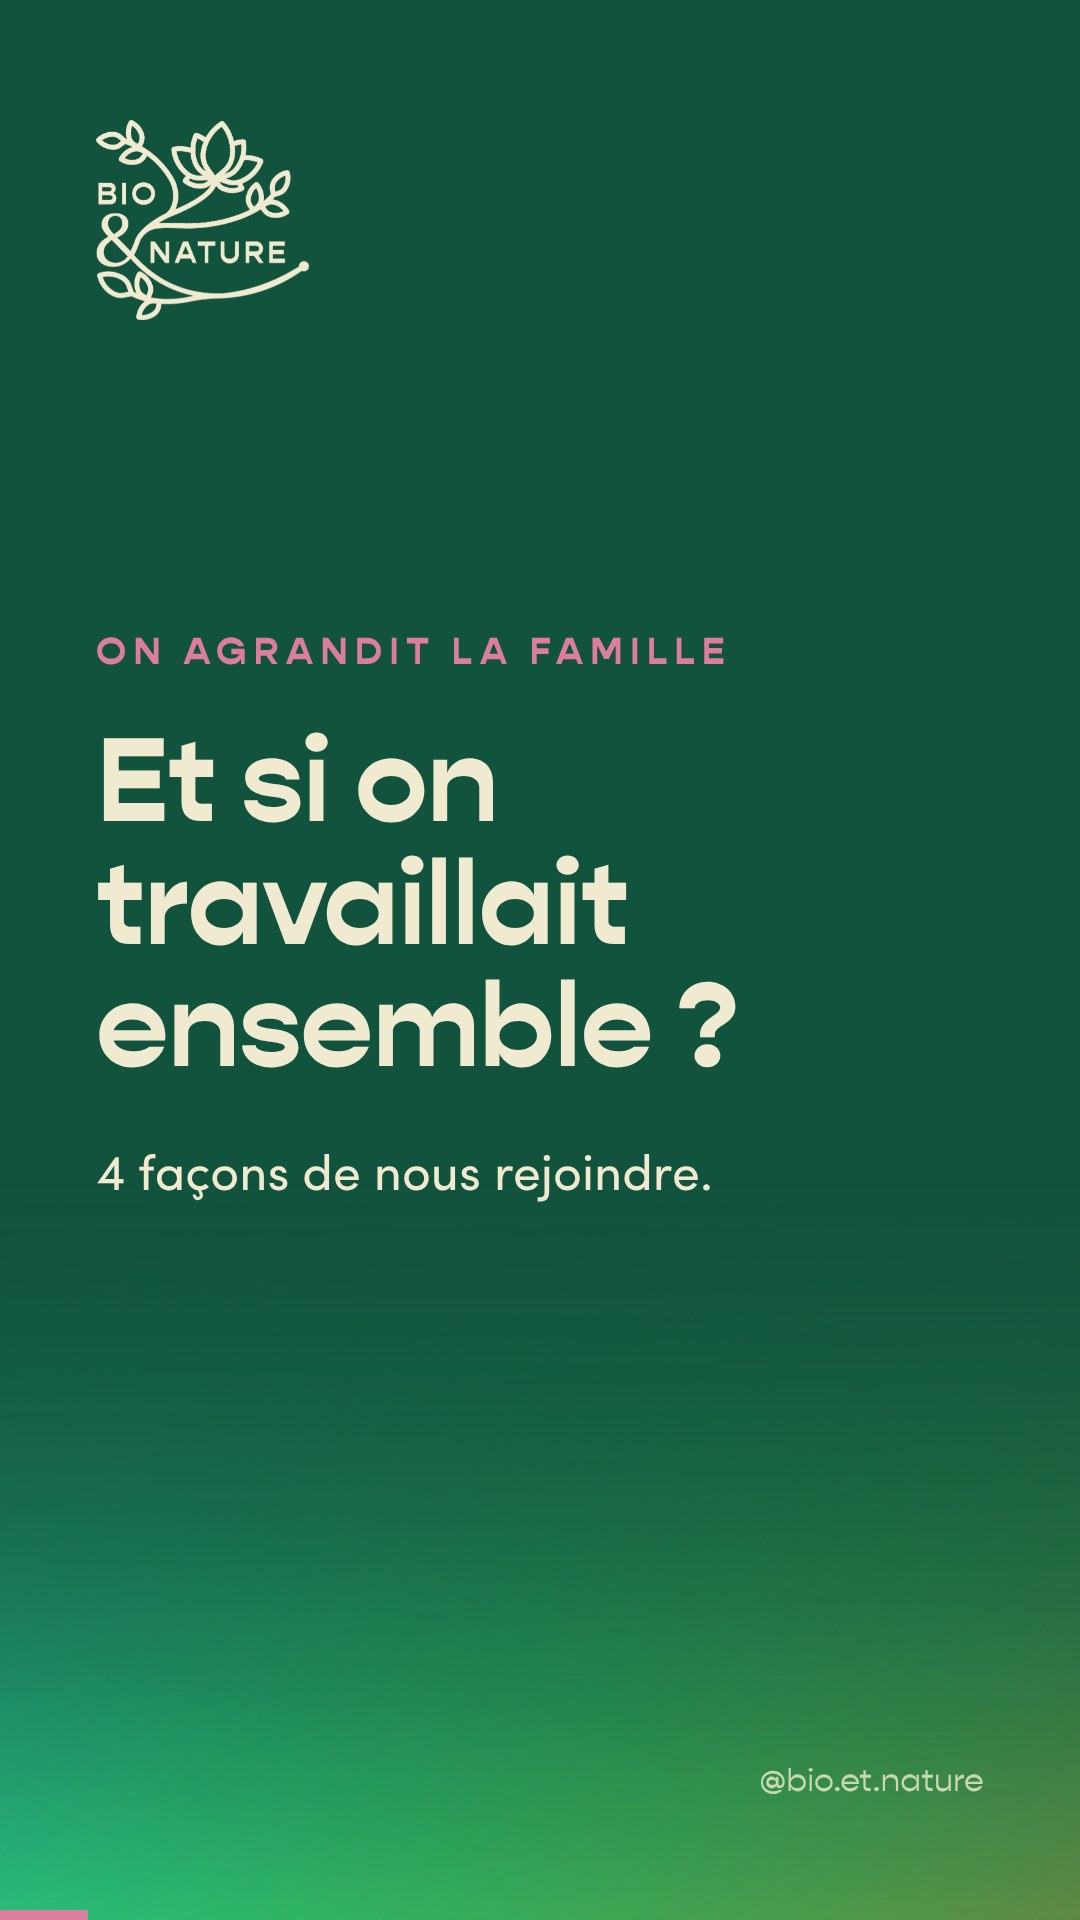 BIO
& NATURE
ON AGRANDIT LA FAMILLE
Et si on
travaillait
ensemble ?
4 façons de nous rejoindre.
@bio.et.nature